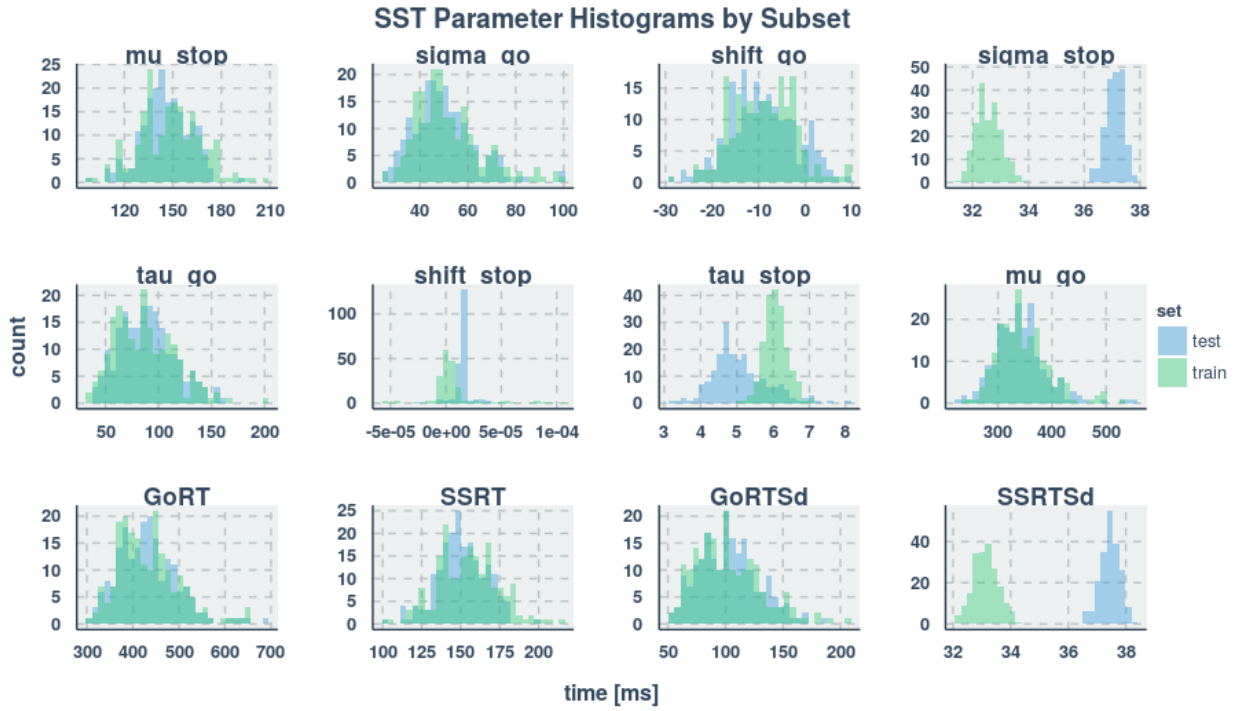 SST Parameter Histograms by Subset
mu_stop
sigma_go
shift_go
sigma_stop
25
20
15
10
5
0
120 150 180 210
20
15
10
5
0
40 60 80 100
15
10
5
0
-30 -20 -10 0 10
50
40
30
20
10
0
32 34 36 38
tau_go
shift_stop
tau_stop
mu_go
20
15
10
5
0
50 100 150 200
100
50
0
-5e-05 0e+00 5e-05 1e-04
40
30
20
10
0
3 4 5 6 7 8
20
10
0
300 400 500
count
set
test
train
GoRT
SSRT
GoRTSd
SSRTSd
20
15
10
5
0
300 400 500 600 700
25
20
15
10
5
0
100 125 150 175 200
20
15
10
5
0
50 100 150 200
40
20
0
32 34 36 38
time [ms]